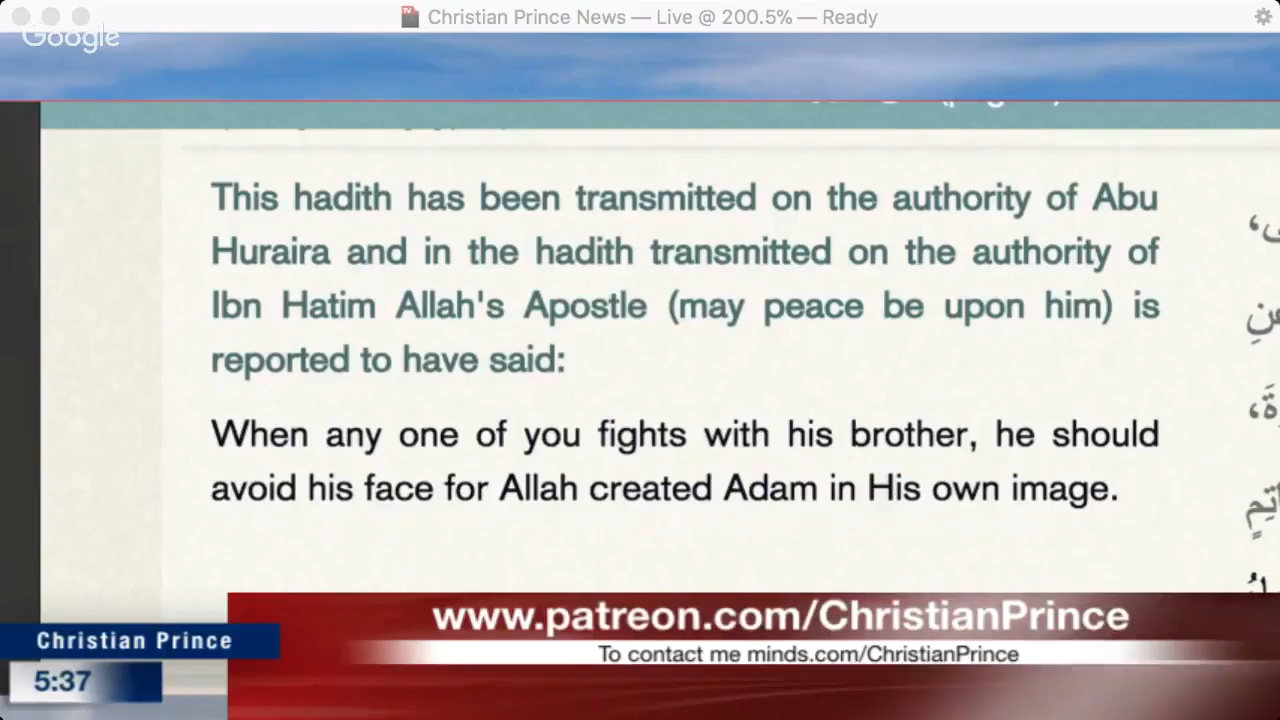 Christian Prince News — Live @ 200.5% — Ready
Google
This hadith has been transmitted on the authority of Abu
Huraira and in the hadith transmitted on the authority of
Ibn Hatim Allah's Apostle (may peace be upon him) is
reported to have said:
When any one of you fights with his brother, he should
avoid his face for Allah created Adam in His own image.
www.patreon.com/ChristianPrince
Christian Prince
To contact me minds.com/ChristianPrince
5:37